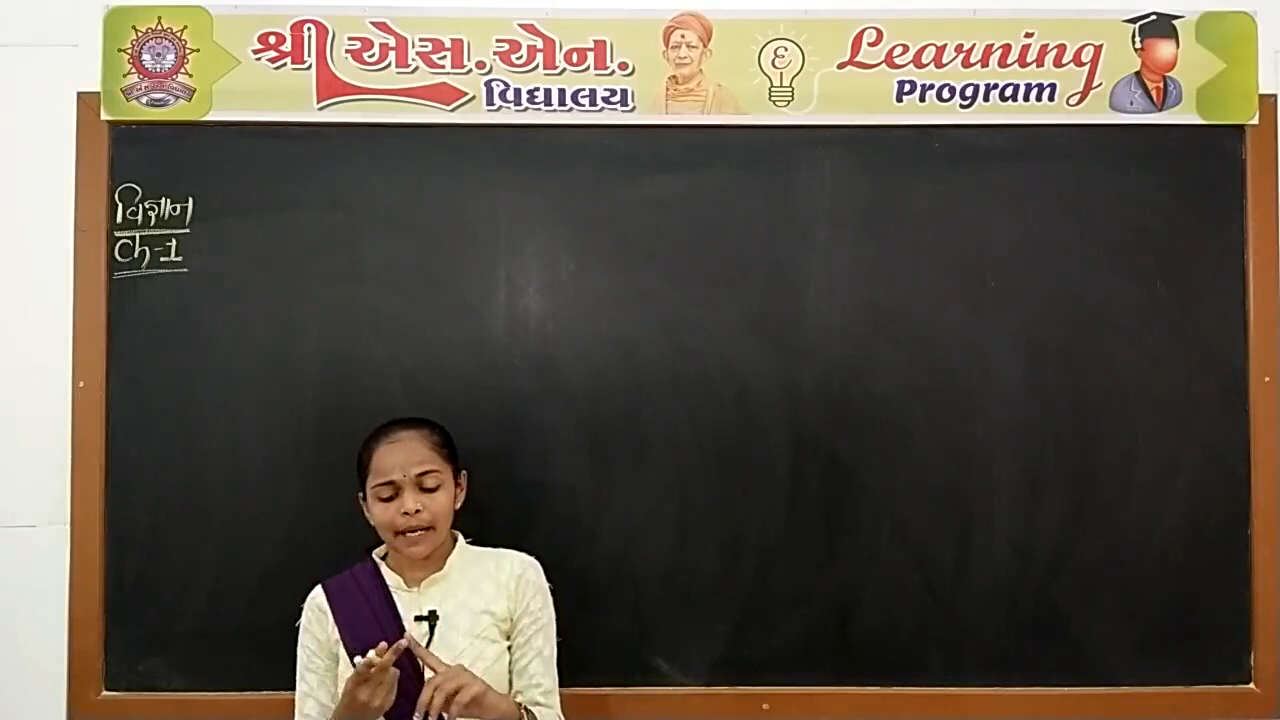 શ્રી એસ. એન.
વિદ્યાલય
Learning
Program
વિજ્ઞાન
Ch-1